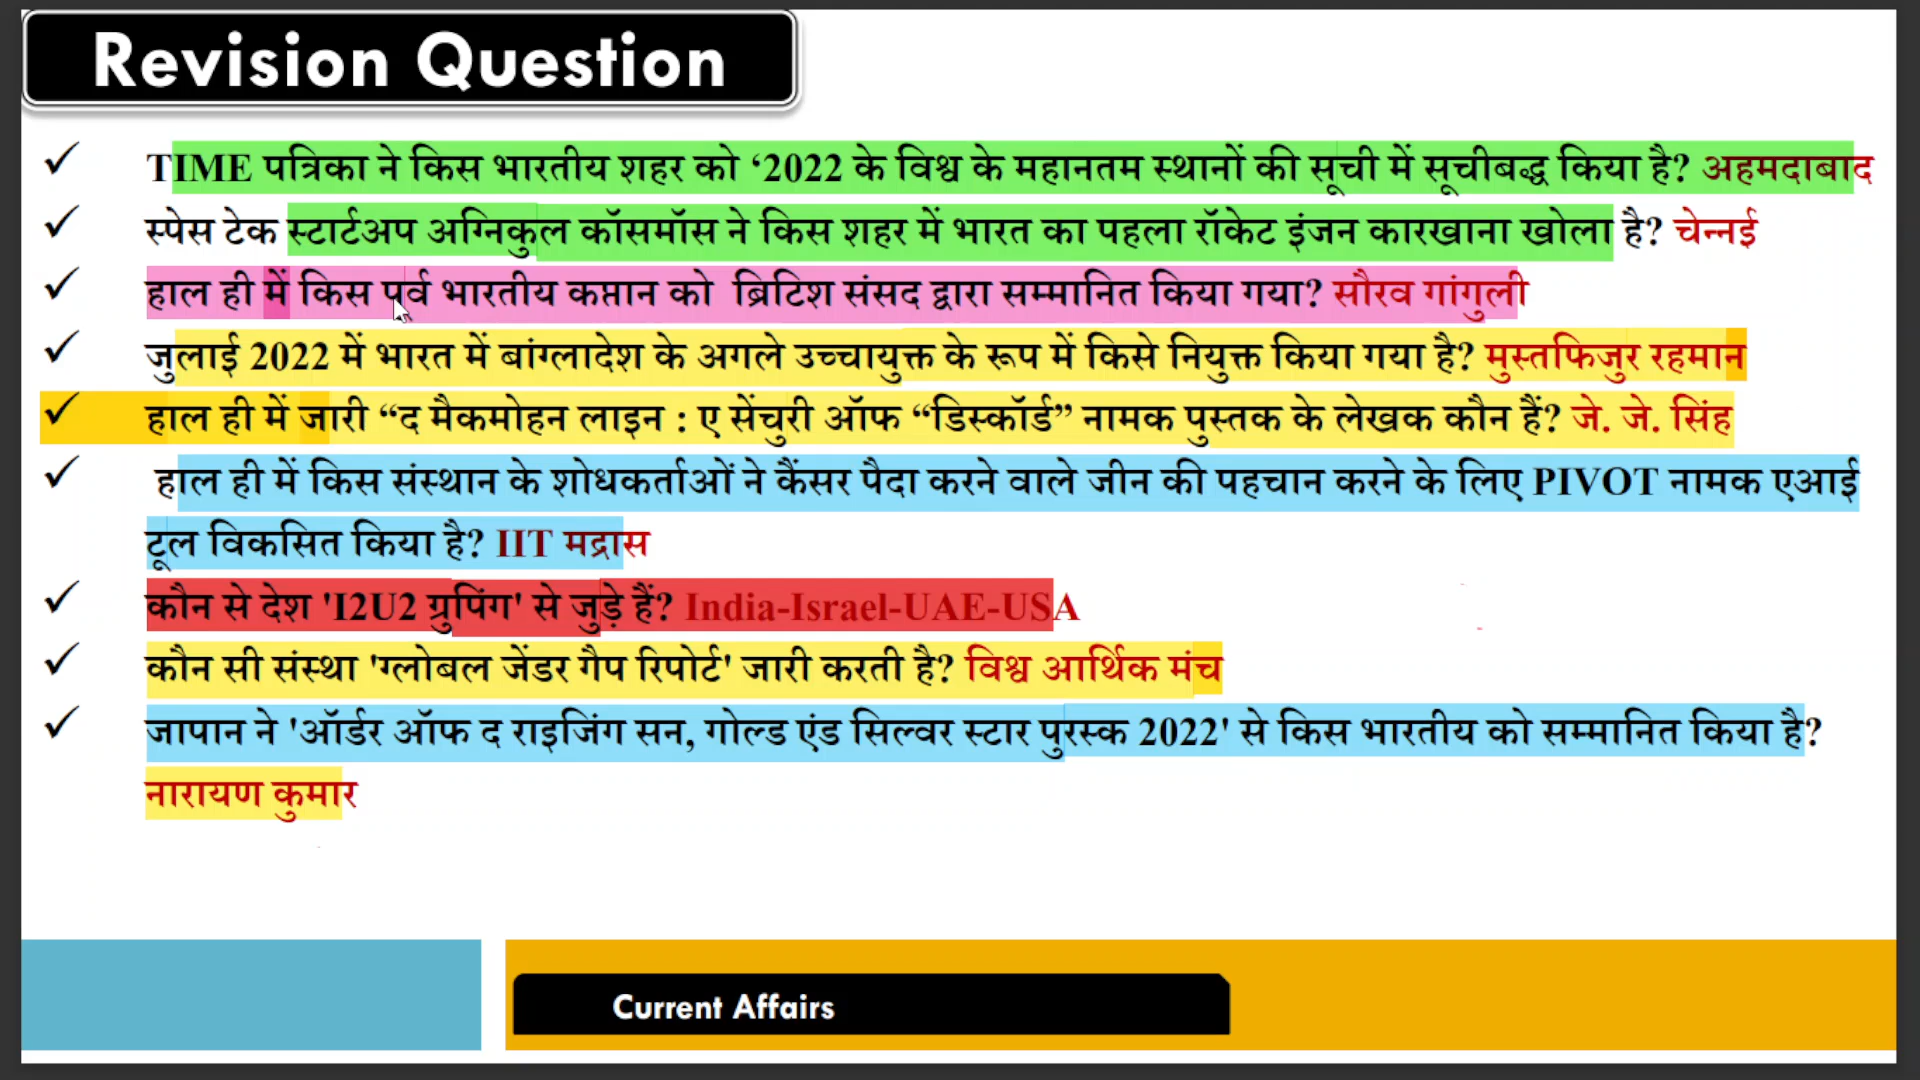 Revision Question
✓ TIME पत्रिका ने किस भारतीय शहर को ‘2022 के विश्व के महानतम स्थानों की सूची में सूचीबद्ध किया है? अहमदाबाद
✓ स्पेस टेक स्टार्टअप अग्निकुल कॉसमॉस ने किस शहर में भारत का पहला रॉकेट इंजन कारखाना खोला है? चेन्नई
✓ हाल ही में किस पूर्व भारतीय कप्तान को ब्रिटिश संसद द्वारा सम्मानित किया गया? सौरव गांगुली
✓ जुलाई 2022 में भारत में बांग्लादेश के अगले उच्चायुक्त के रूप में किसे नियुक्त किया गया है? मुस्तफिजुर रहमान
✓ हाल ही में जारी “द मैकमोहन लाइन : ए सेंचुरी ऑफ “डिस्कॉर्ड” नामक पुस्तक के लेखक कौन हैं? जे. जे. सिंह
✓ हाल ही में किस संस्थान के शोधकर्ताओं ने कैंसर पैदा करने वाले जीन की पहचान करने के लिए PIVOT नामक एआई
टूल विकसित किया है? IIT मद्रास
✓ कौन से देश 'I2U2 ग्रुपिंग' से जुड़े हैं? India-Israel-UAE-USA
✓ कौन सी संस्था 'ग्लोबल जेंडर गैप रिपोर्ट' जारी करती है? विश्व आर्थिक मंच
✓ जापान ने 'ऑर्डर ऑफ द राइजिंग सन, गोल्ड एंड सिल्वर स्टार पुरस्क 2022' से किस भारतीय को सम्मानित किया है?
नारायण कुमार
Current Affairs